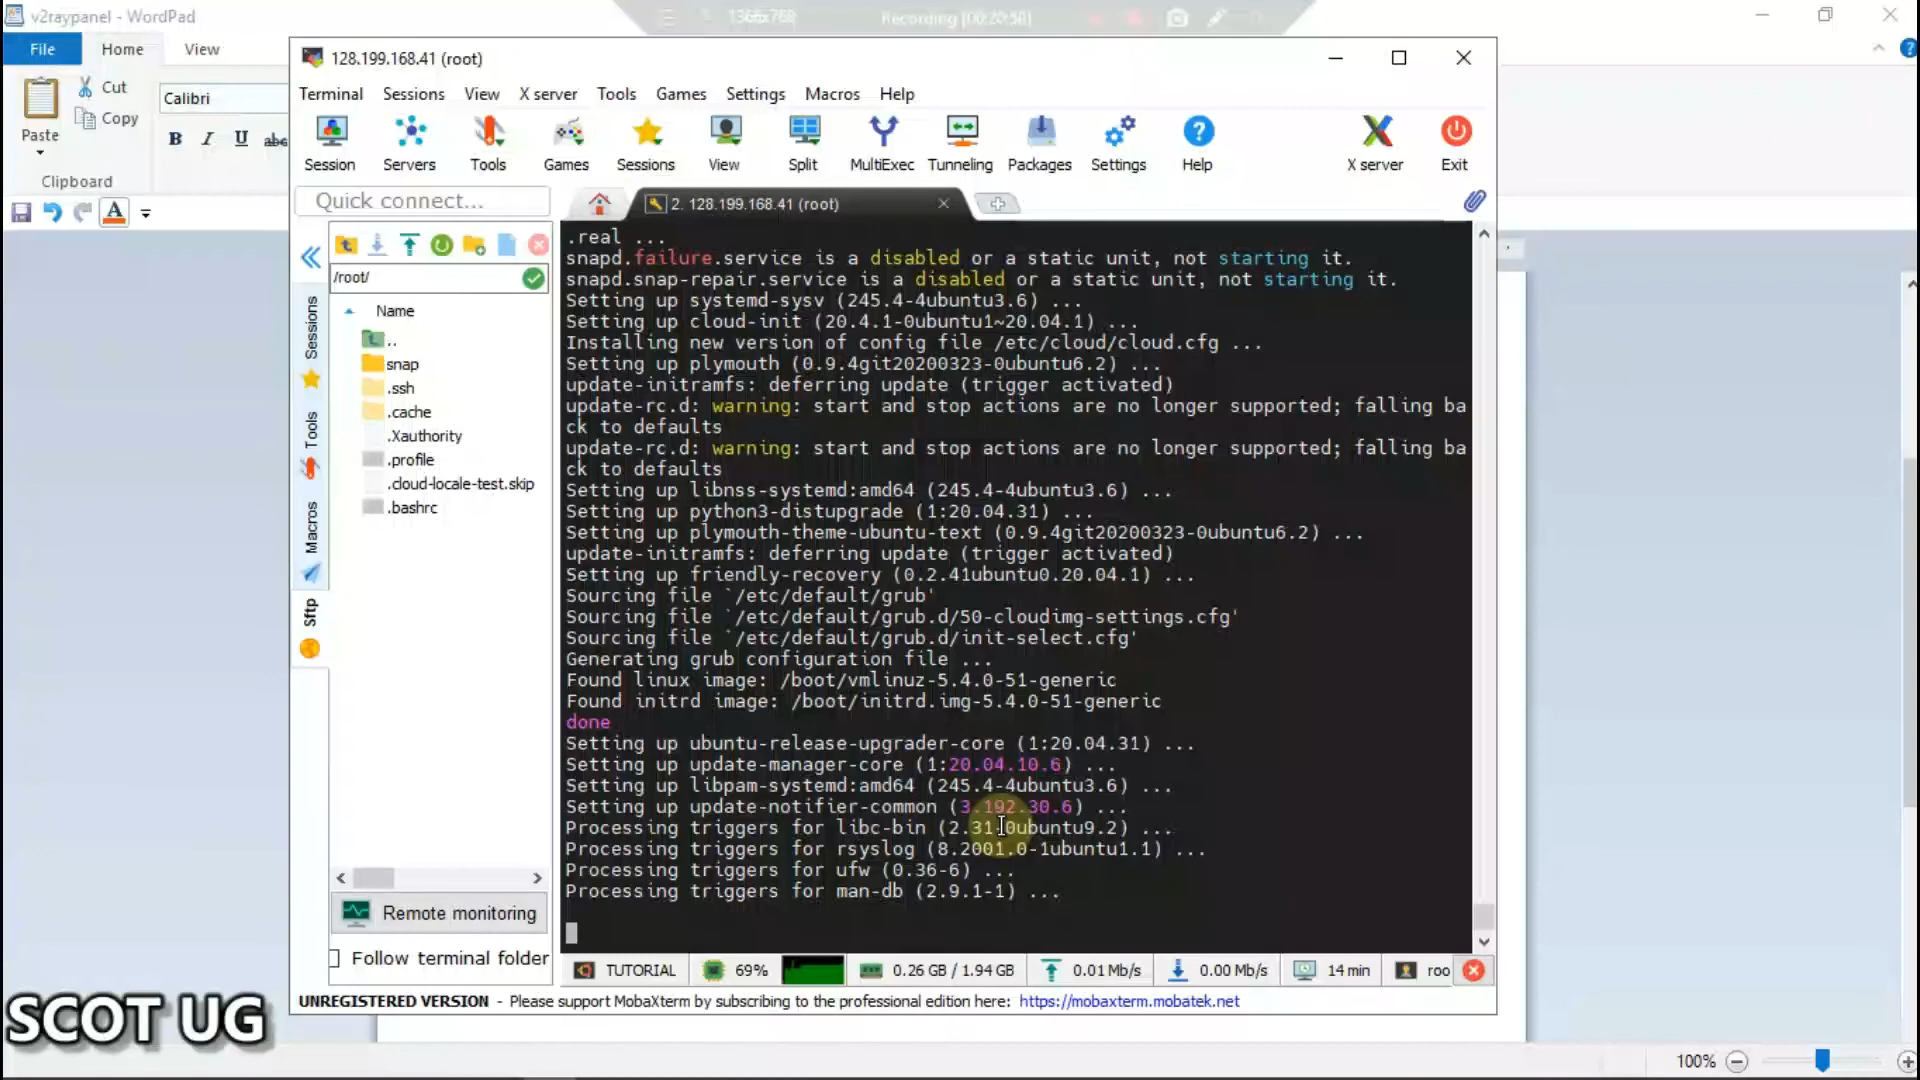 v2raypanel - WordPad
1366x768
Recording [00:20:58]
File
Home
View
Cut
Copy
Paste
Calibri
B I U abc
Clipboard
128.199.168.41 (root)
Terminal Sessions View X server Tools Games Settings Macros Help
Session Servers Tools Games Sessions View Split MultiExec Tunneling Packages Settings Help X server Exit
Quick connect...
2. 128.199.168.41 (root)
/root/
Name
..
snap
.ssh
.cache
.Xauthority
.profile
.cloud-locale-test.skip
.bashrc
Sessions
Tools
Macros
Sftp
Remote monitoring
Follow terminal folder
.real ...
snapd.failure.service is a disabled or a static unit, not starting it.
snapd.snap-repair.service is a disabled or a static unit, not starting it.
Setting up systemd-sysv (245.4-4ubuntu3.6) ...
Setting up cloud-init (20.4.1-0ubuntu1~20.04.1) ...
Installing new version of config file /etc/cloud/cloud.cfg ...
Setting up plymouth (0.9.4git20200323-0ubuntu6.2) ...
update-initramfs: deferring update (trigger activated)
update-rc.d: warning: start and stop actions are no longer supported; falling ba
ck to defaults
update-rc.d: warning: start and stop actions are no longer supported; falling ba
ck to defaults
Setting up libnss-systemd:amd64 (245.4-4ubuntu3.6) ...
Setting up python3-distupgrade (1:20.04.31) ...
Setting up plymouth-theme-ubuntu-text (0.9.4git20200323-0ubuntu6.2) ...
update-initramfs: deferring update (trigger activated)
Setting up friendly-recovery (0.2.41ubuntu0.20.04.1) ...
Sourcing file `/etc/default/grub'
Sourcing file `/etc/default/grub.d/50-cloudimg-settings.cfg'
Sourcing file `/etc/default/grub.d/init-select.cfg'
Generating grub configuration file ...
Found linux image: /boot/vmlinuz-5.4.0-51-generic
Found initrd image: /boot/initrd.img-5.4.0-51-generic
done
Setting up ubuntu-release-upgrader-core (1:20.04.31) ...
Setting up update-manager-core (1:20.04.10.6) ...
Setting up libpam-systemd:amd64 (245.4-4ubuntu3.6) ...
Setting up update-notifier-common (3.192.30.6) ...
Processing triggers for libc-bin (2.31-0ubuntu9.2) ...
Processing triggers for rsyslog (8.2001.0-1ubuntu1.1) ...
Processing triggers for ufw (0.36-6) ...
Processing triggers for man-db (2.9.1-1) ...
TUTORIAL 69% 0.26 GB / 1.94 GB 0.01 Mb/s 0.00 Mb/s 14 min roo
UNREGISTERED VERSION - Please support MobaXterm by subscribing to the professional edition here: https://mobaxterm.mobatek.net
SCOT UG
100%